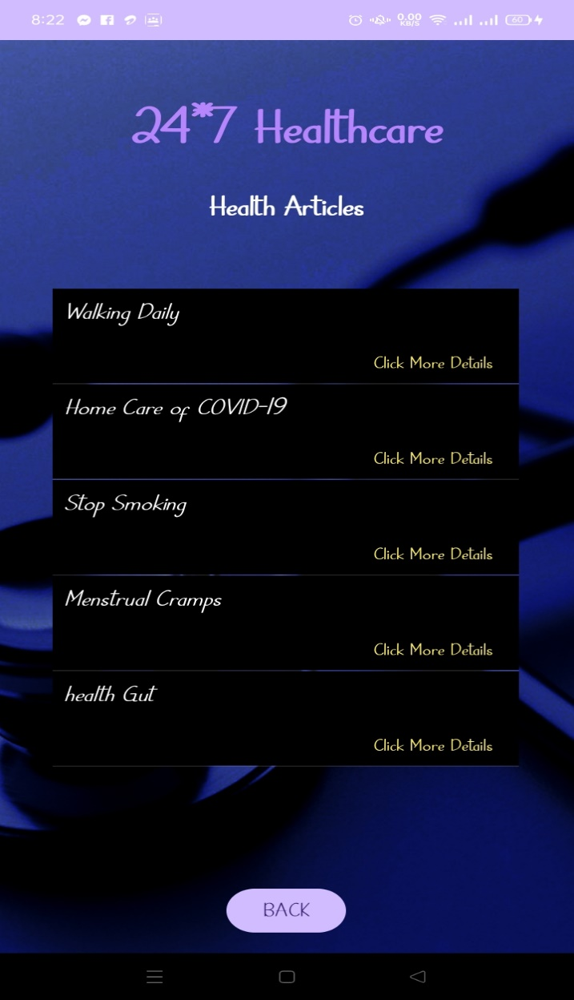 8:22
0.00
KB/S
60
24*7 Healthcare
Health Articles
Walking Daily
Click More Details
Home Care of COVID-19
Click More Details
Stop Smoking
Click More Details
Menstrual Cramps
Click More Details
health Gut
Click More Details
BACK